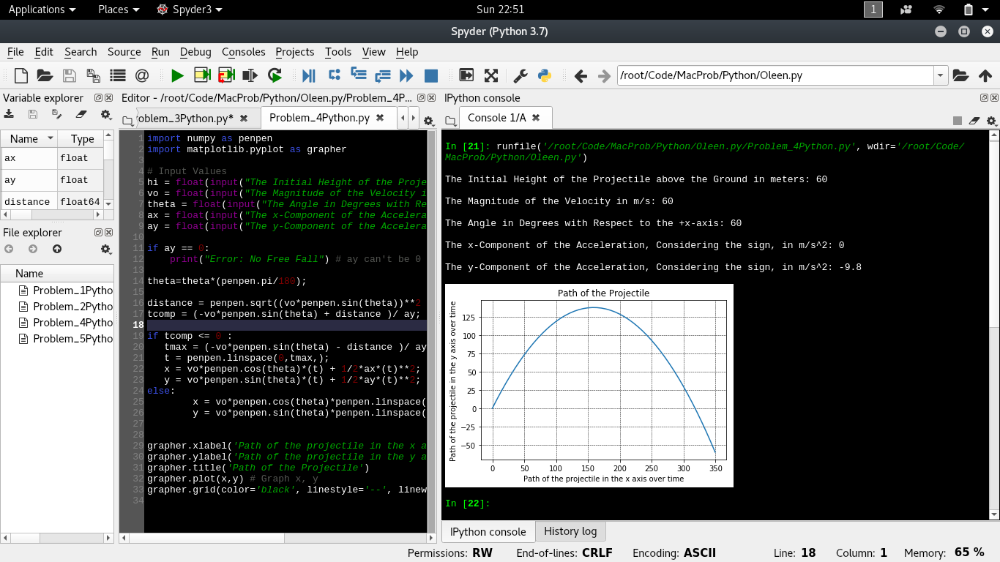 Applications Places Spyder3 Sun 22:51 1
Spyder (Python 3.7)
File Edit Search Source Run Debug Consoles Projects Tools View Help
/root/Code/MacProb/Python/Oleen.py
Variable explorer
Name Type
ax float
ay float
distance float64
File explorer
Name
Problem_1Pytho
Problem_2Pytho
Problem_4Pytho
Problem_5Pytho
Editor - /root/Code/MacProb/Python/Oleen.py/Problem_4P...
oblem_3Python.py* Problem_4Python.py
1 import numpy as penpen
2 import matplotlib.pyplot as grapher
3
4 # Input Values
5 hi = float(input("The Initial Height of the Proje
6 vo = float(input("The Magnitude of the Velocity i
7 theta = float(input("The Angle in Degrees with Re
8 ax = float(input("The x-Component of the Accelera
9 ay = float(input("The y-Component of the Accelera
10
11 if ay == 0:
12 print("Error: No Free Fall") # ay can't be 0
13
14 theta=theta*(penpen.pi/180);
15
16 distance = penpen.sqrt((vo*penpen.sin(theta))**2
17 tcomp = (-vo*penpen.sin(theta) + distance )/ ay;
18
19 if tcomp <= 0 :
20 tmax = (-vo*penpen.sin(theta) - distance )/ ay
21 t = penpen.linspace(0,tmax,);
22 x = vo*penpen.cos(theta)*(t) + 1/2*ax*(t)**2;
23 y = vo*penpen.sin(theta)*(t) + 1/2*ay*(t)**2;
24 else:
25 x = vo*penpen.cos(theta)*penpen.linspace(
26 y = vo*penpen.sin(theta)*penpen.linspace(
27
28
29 grapher.xlabel('Path of the projectile in the x a
30 grapher.ylabel('Path of the projectile in the y a
31 grapher.title('Path of the Projectile')
32 grapher.plot(x,y) # Graph x, y
33 grapher.grid(color='black', linestyle='--', linew
34
IPython console
Console 1/A
In [21]: runfile('/root/Code/MacProb/Python/Oleen.py/Problem_4Python.py', wdir='/root/Code/
MacProb/Python/Oleen.py')
The Initial Height of the Projectile above the Ground in meters: 60
The Magnitude of the Velocity in m/s: 60
The Angle in Degrees with Respect to the +x-axis: 60
The x-Component of the Acceleration, Considering the sign, in m/s^2: 0
The y-Component of the Acceleration, Considering the sign, in m/s^2: -9.8
Path of the Projectile
Path of the projectile in the y axis over time
125
100
75
50
25
0
−25
−50
0 50 100 150 200 250 300 350
Path of the projectile in the x axis over time
In [22]:
IPython console History log
Permissions: RW End-of-lines: CRLF Encoding: ASCII Line: 18 Column: 1 Memory: 65 %